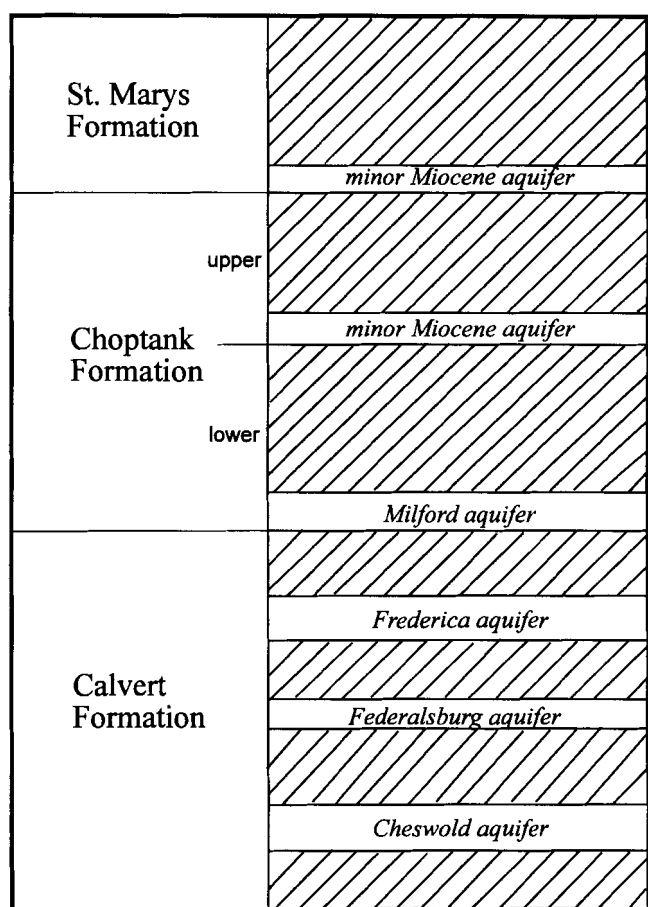 St. Marys
Formation
minor Miocene aquifer
upper
minor Miocene aquifer
Choptank
Formation
lower
Milford aquifer
Frederica aquifer
Calvert
Formation
Federalsburg aquifer
Cheswold aquifer